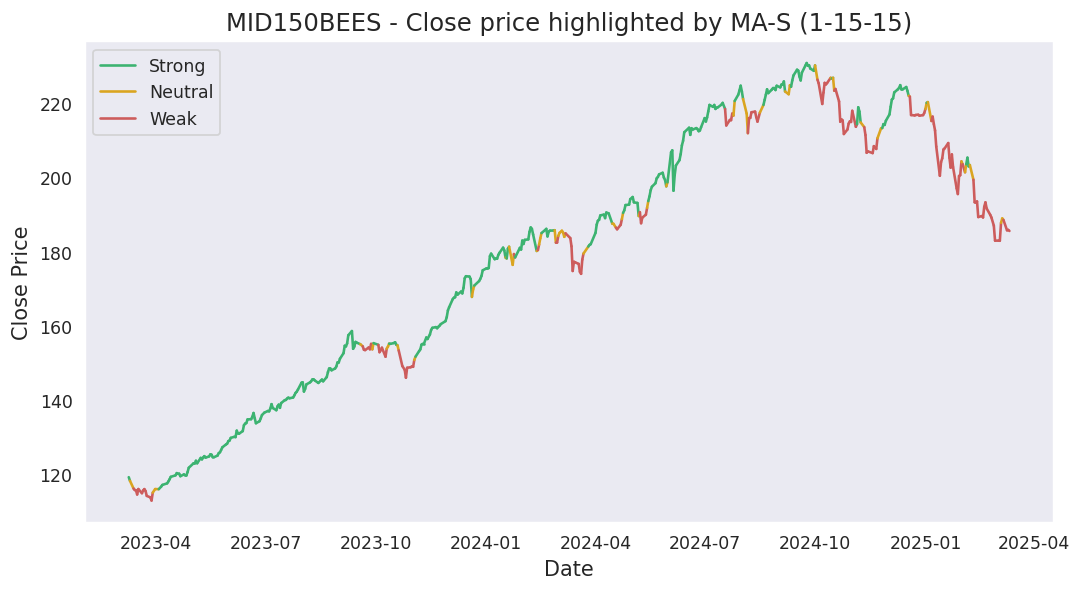 MID150BEES - Close price highlighted by MA-S (1-15-15)
Strong
Neutral
Weak
Close Price
220
200
180
160
140
120
2023-04 2023-07 2023-10 2024-01 2024-04 2024-07 2024-10 2025-01 2025-04
Date